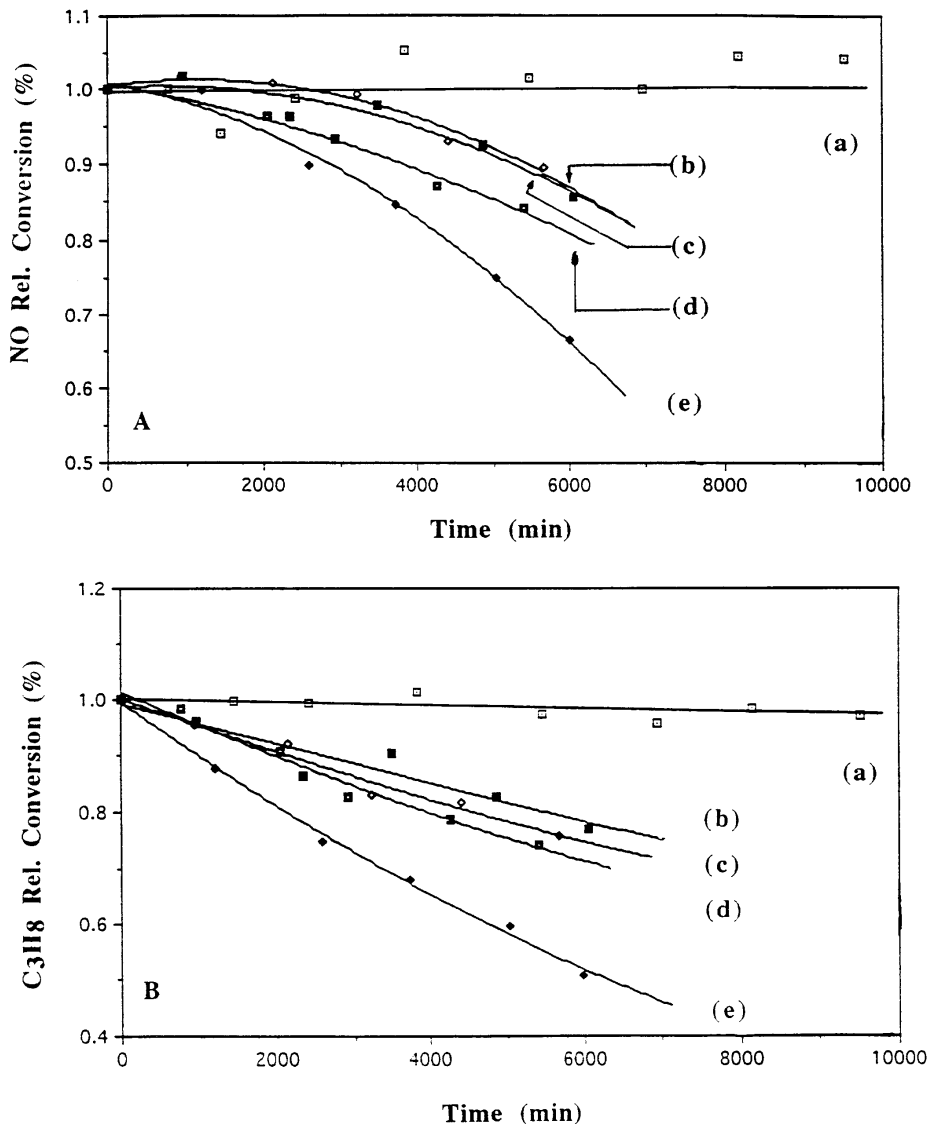 1.1
1.0
0.9
0.8
0.7
0.6
0.5
NO Rel. Conversion (%)
(a)
(b)
(c)
(d)
(e)
A
0 2000 4000 6000 8000 10000
Time (min)
1.2
1.0
0.8
0.6
0.4
C3H8 Rel. Conversion (%)
(a)
(b)
(c)
(d)
(e)
B
0 2000 4000 6000 8000 10000
Time (min)